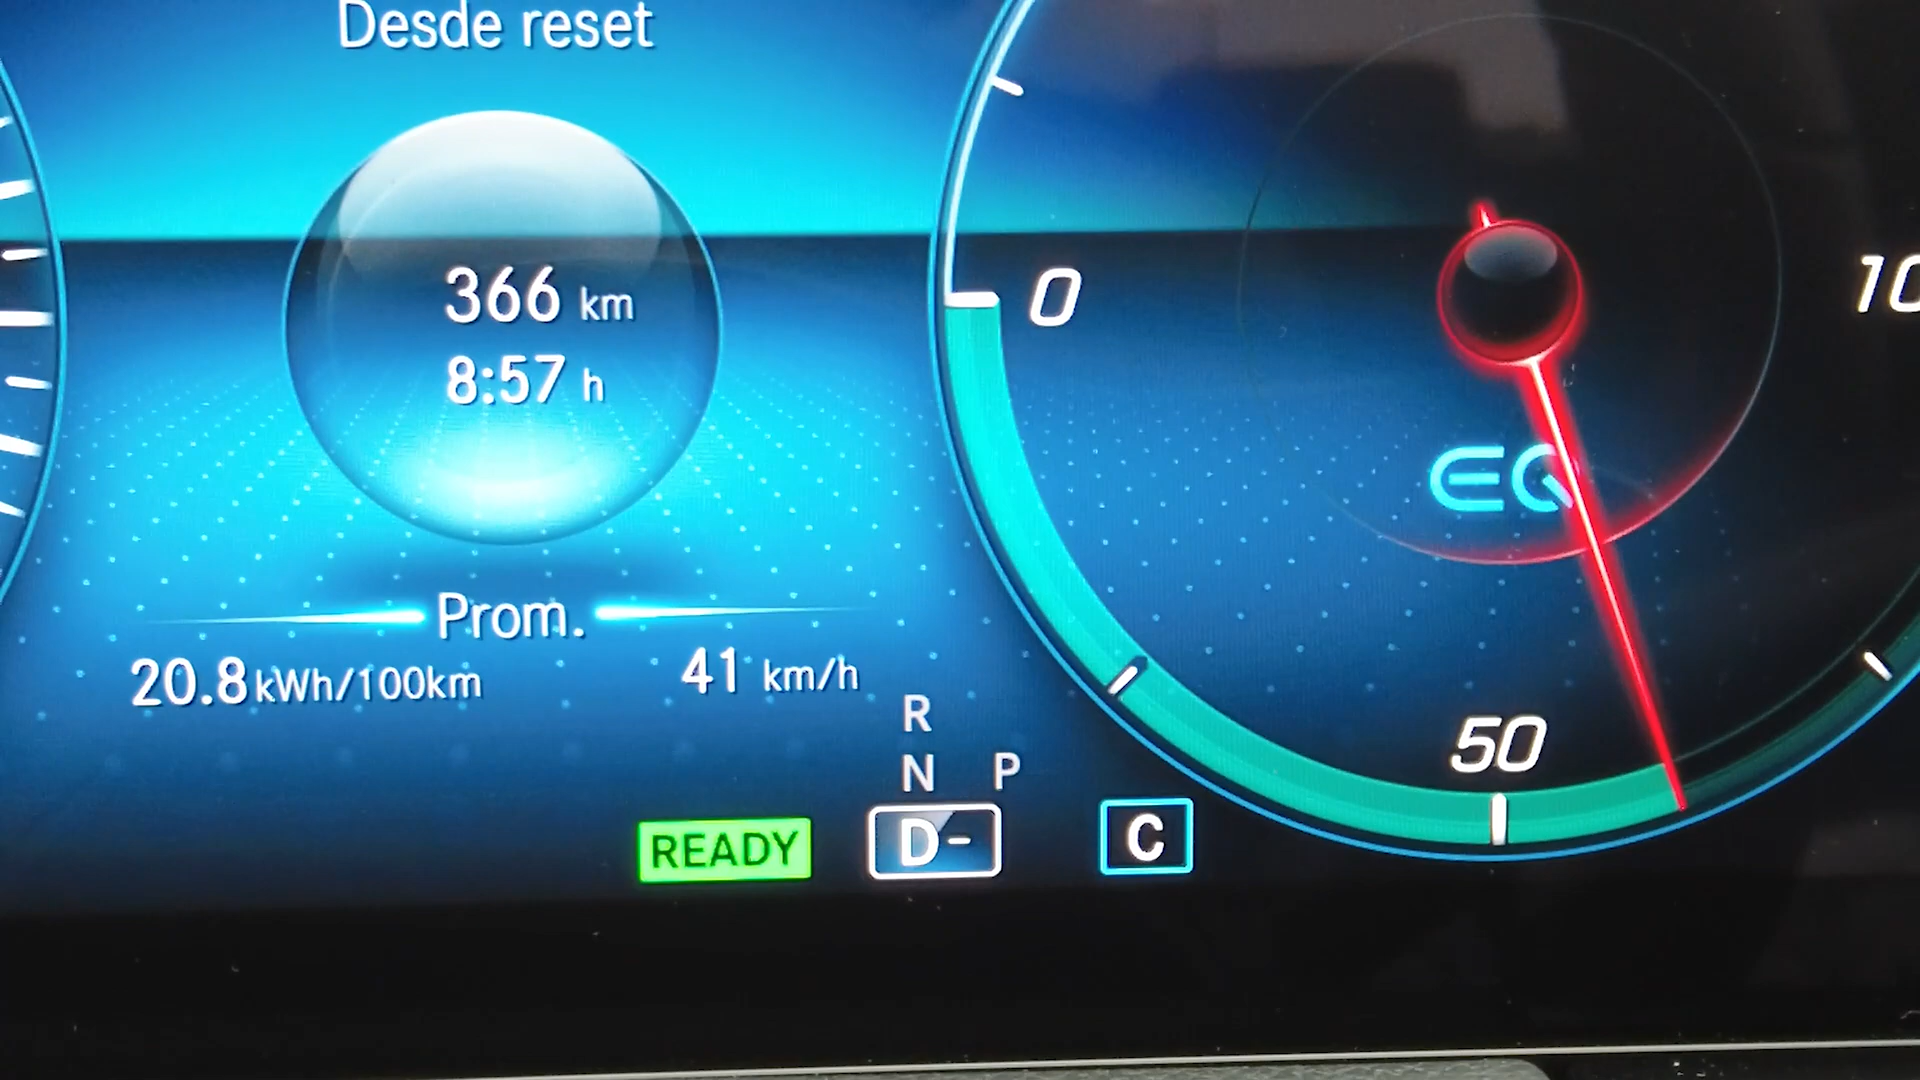 Desde reset
366 km
8:57 h
Prom.
20.8 kWh/100km 41 km/h
R
N P
READY D- C
0
50
EQ